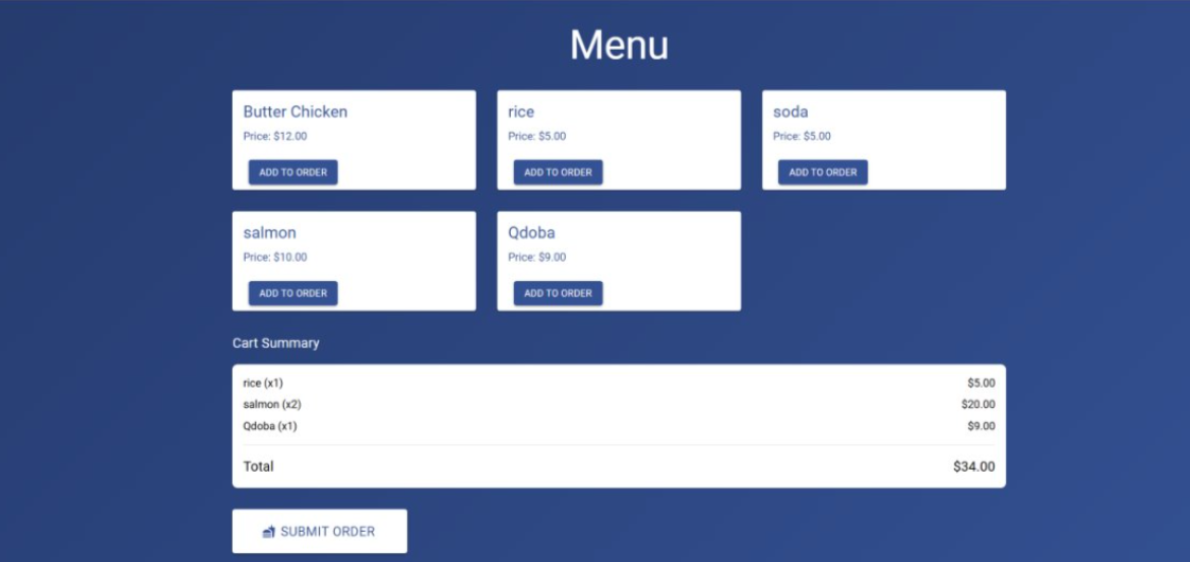 Menu
Butter Chicken
Price: $12.00
ADD TO ORDER
rice
Price: $5.00
ADD TO ORDER
soda
Price: $5.00
ADD TO ORDER
salmon
Price: $10.00
ADD TO ORDER
Qdoba
Price: $9.00
ADD TO ORDER
Cart Summary
rice (x1) $5.00
salmon (x2) $20.00
Qdoba (x1) $9.00
Total $34.00
SUBMIT ORDER